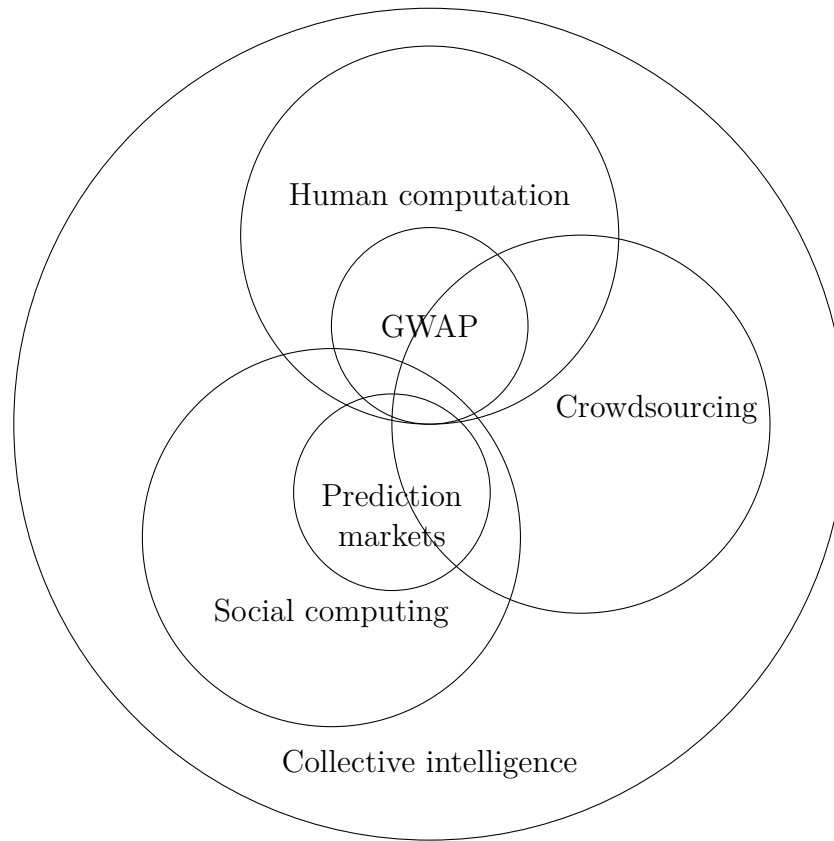 Human computation
GWAP
Crowdsourcing
Prediction
markets
Social computing
Collective intelligence